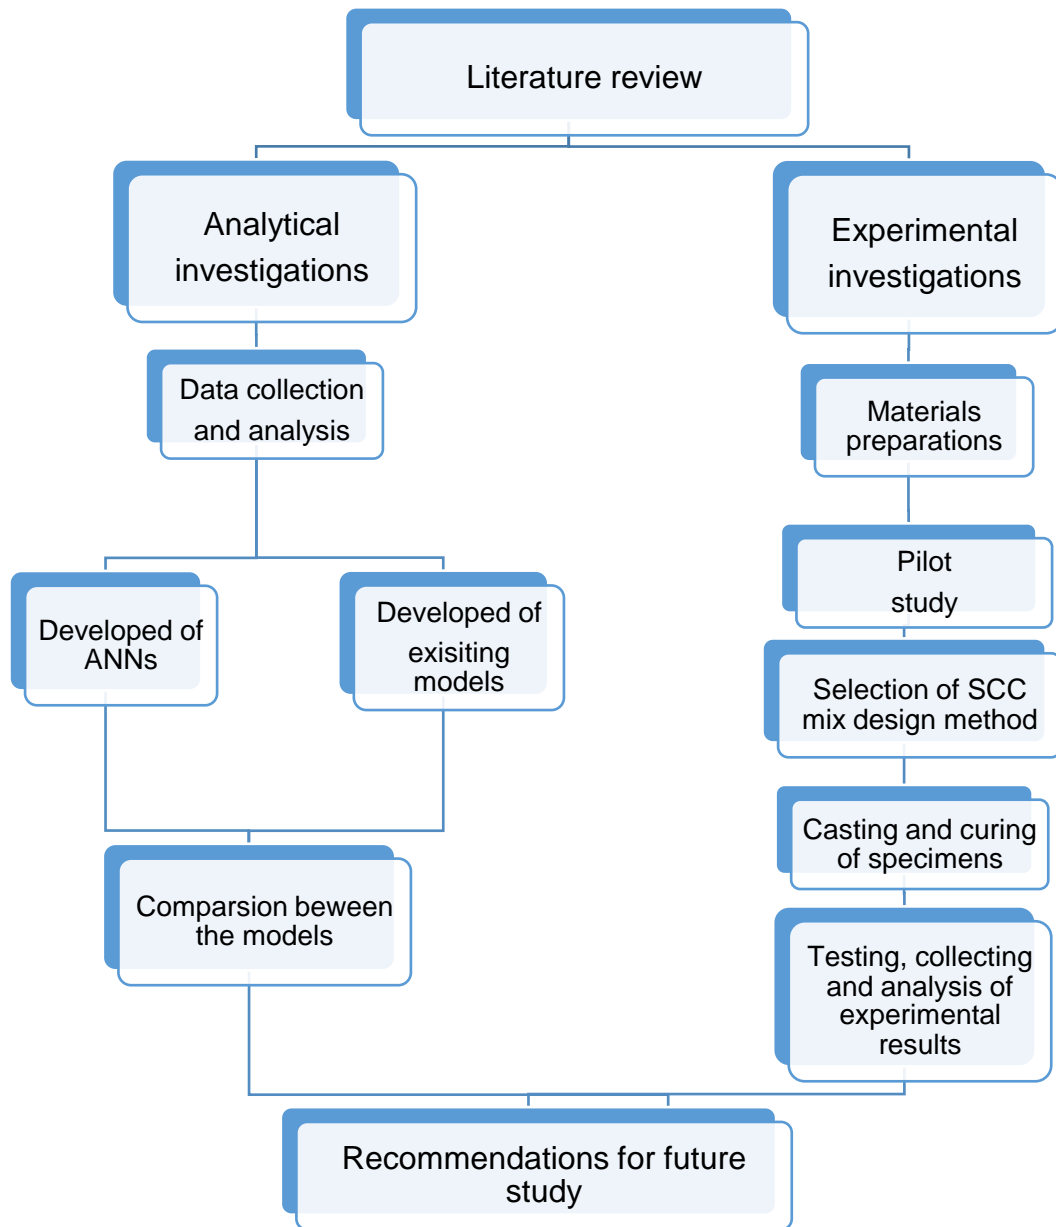 Literature review
Analytical
investigations
Experimental
investigations
Data collection
and analysis
Materials
preparations
Pilot
study
Developed of
ANNs
Developed of
exisiting
models
Selection of SCC
mix design method
Casting and curing
of specimens
Comparsion beween
the models
Testing, collecting
and analysis of
experimental
results
Recommendations for future
study